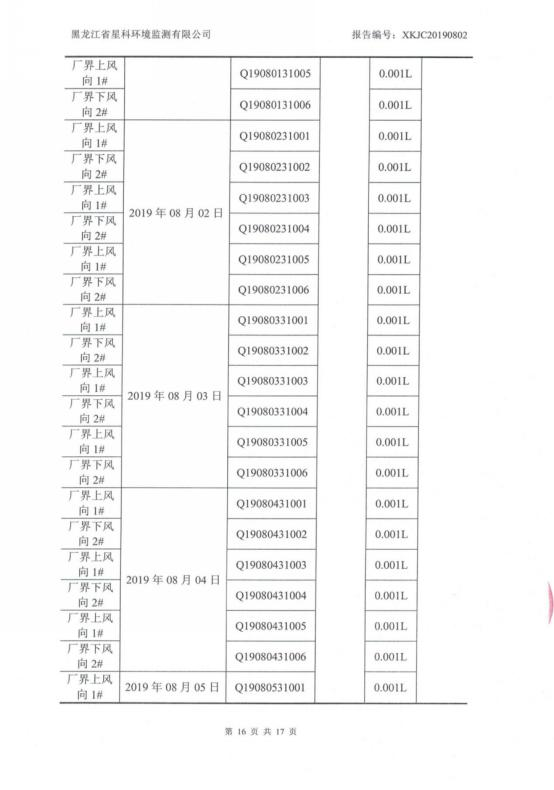 黑龙江省星科环境监测有限公司 报告编号：XKJC20190802
厂界上风
向 1#
Q19080131005 0.001L
厂界下风
向 2#
Q19080131006 0.001L
厂界上风
向 1#
Q19080231001 0.001L
厂界下风
向 2#
Q19080231002 0.001L
厂界上风
向 1#
Q19080231003 0.001L
2019 年 08 月 02 日
厂界下风
向 2#
Q19080231004 0.001L
厂界上风
向 1#
Q19080231005 0.001L
厂界下风
向 2#
Q19080231006 0.001L
厂界上风
向 1#
Q19080331001 0.001L
厂界下风
向 2#
Q19080331002 0.001L
厂界上风
向 1#
Q19080331003 0.001L
2019 年 08 月 03 日
厂界下风
向 2#
Q19080331004 0.001L
厂界上风
向 1#
Q19080331005 0.001L
厂界下风
向 2#
Q19080331006 0.001L
厂界上风
向 1#
Q19080431001 0.001L
厂界下风
向 2#
Q19080431002 0.001L
厂界上风
向 1#
Q19080431003 0.001L
2019 年 08 月 04 日
厂界下风
向 2#
Q19080431004 0.001L
厂界上风
向 1#
Q19080431005 0.001L
厂界下风
向 2#
Q19080431006 0.001L
厂界上风
向 1#
2019 年 08 月 05 日 Q19080531001 0.001L
第 16 页 共 17 页